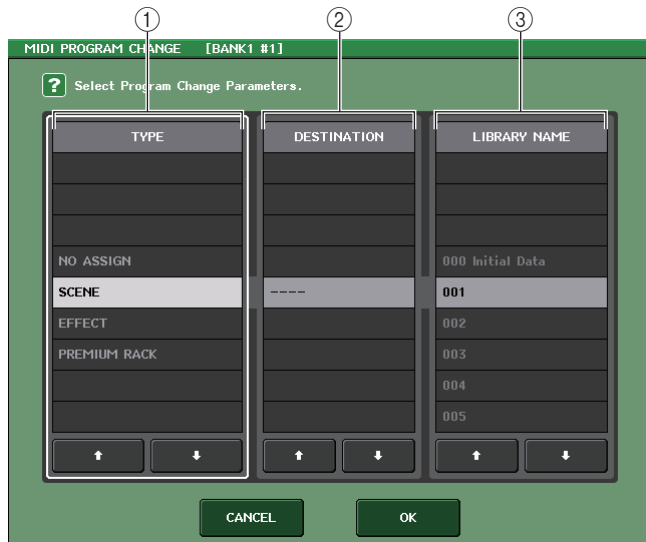 ① ② ③
MIDI PROGRAM CHANGE [BANK1 #1]
? Select Program Change Parameters.
TYPE DESTINATION LIBRARY NAME
NO ASSIGN 000 Initial Data
SCENE ---- 001
EFFECT 002
PREMIUM RACK 003
004
005
CANCEL OK